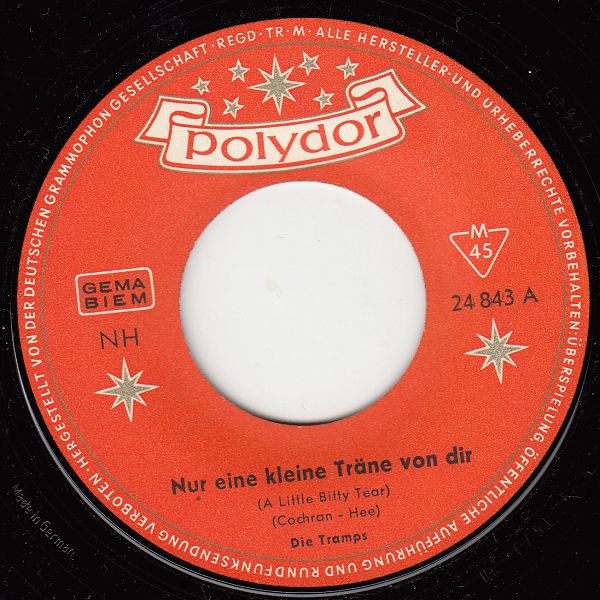 HERGESTELLT VON DER DEUTSCHEN GRAMMOPHON GESELLSCHAFT · REGD · TR · M · ALLE HERSTELLER- UND URHEBERRECHTE VORBEHALTEN: ÜBERSPIELUNG, ÖFFENTLICHE AUFFÜHRUNG UND RUNDFUNKSENDUNG VERBOTEN ·
polydor
GEMA
BIEM
NH
M
45
24 843 A
Nur eine kleine Träne von dir
(A Little Bitty Tear)
(Cochran - Hee)
Die Tramps
Made in German